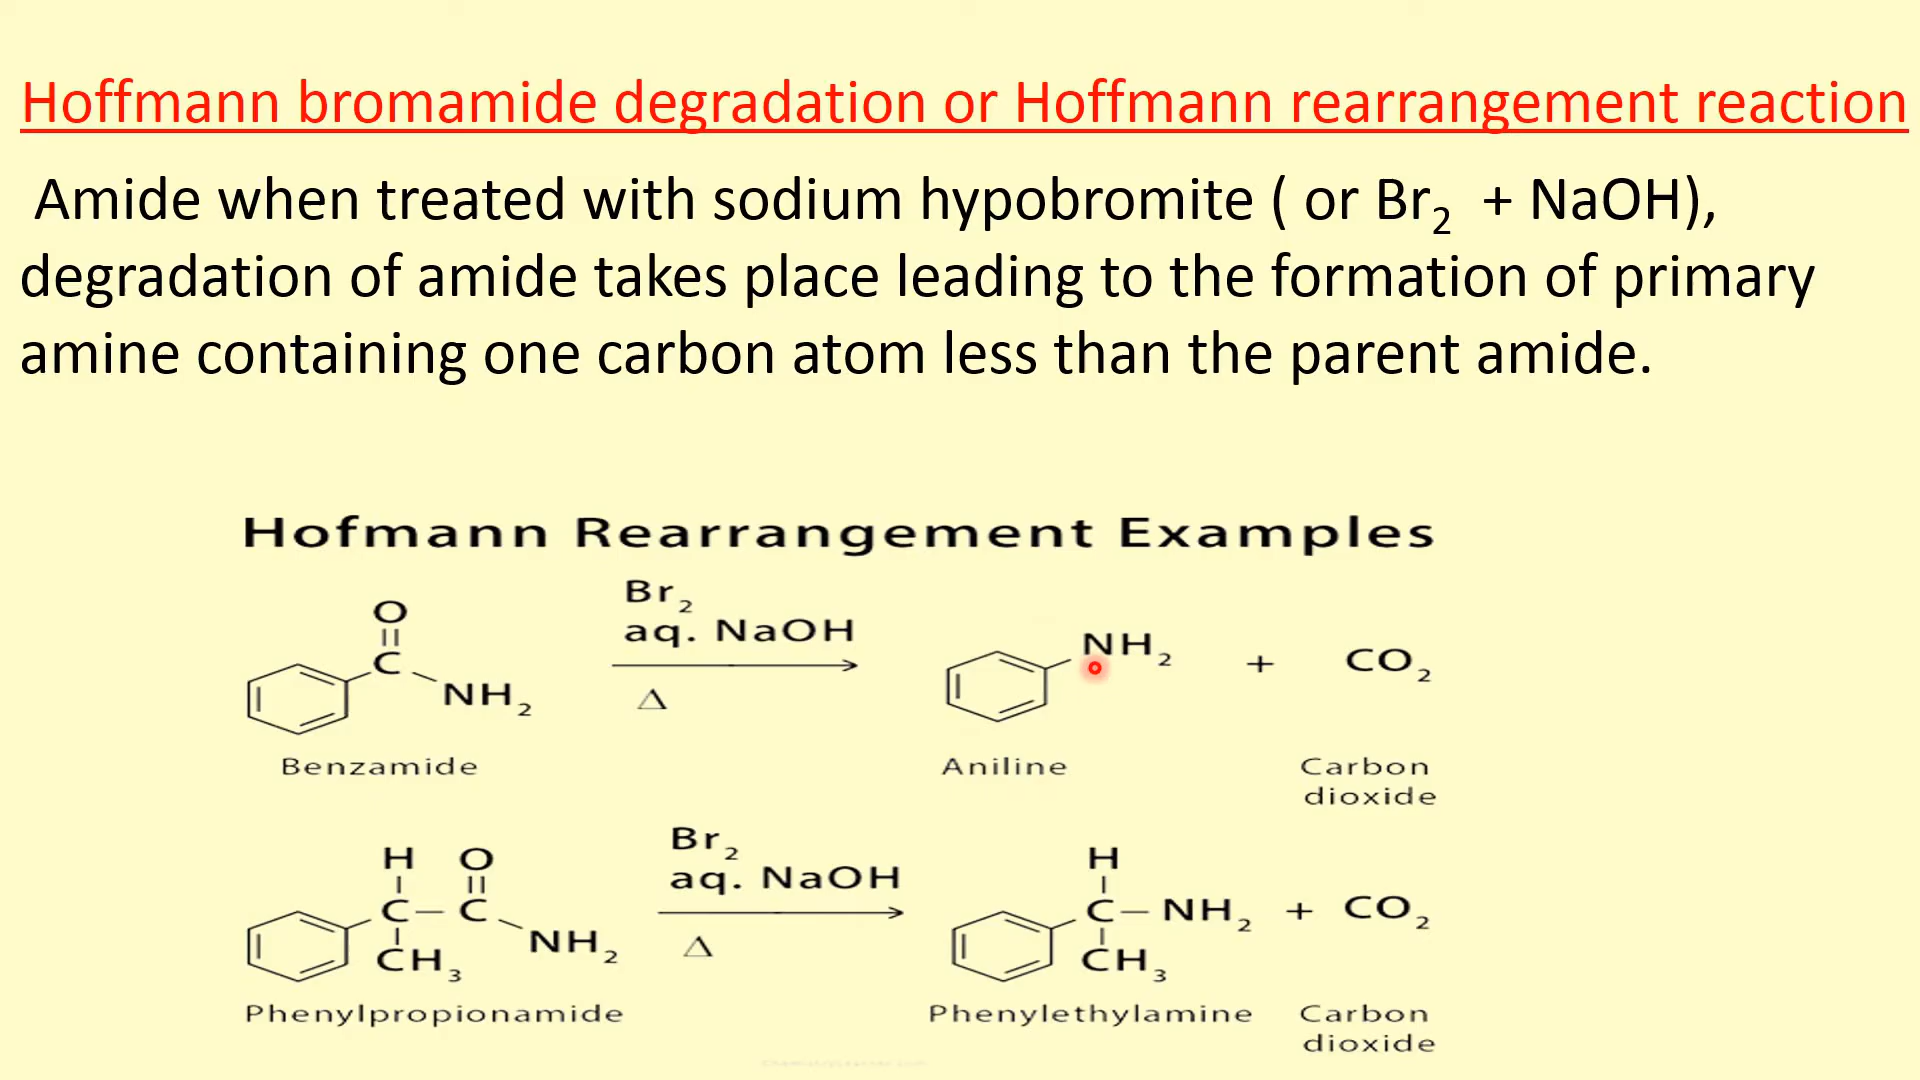 Hoffmann bromamide degradation or Hoffmann rearrangement reaction
Amide when treated with sodium hypobromite ( or Br2 + NaOH),
degradation of amide takes place leading to the formation of primary
amine containing one carbon atom less than the parent amide.
Hofmann Rearrangement Examples
O
C
NH2
Br2
aq. NaOH
Δ
NH2
+ CO2
Benzamide
Aniline
Carbon
dioxide
H O
C – C
CH3
NH2
Br2
aq. NaOH
Δ
H
C – NH2 + CO2
CH3
Phenylpropionamide
Phenylethylamine
Carbon
dioxide